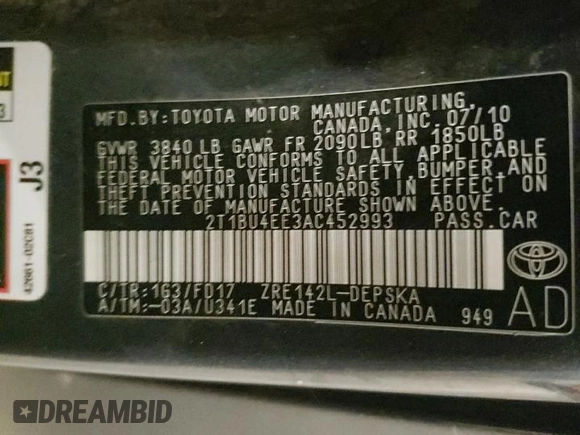 MFD.BY:TOYOTA MOTOR MANUFACTURING,
CANADA,INC.07/10
GVWR 3840LB GAWR FR 2090LB RR 1850LB
THIS VEHICLE CONFORMS TO ALL APPLICABLE
FEDERAL MOTOR VEHICLE SAFETY,BUMPER,AND
THEFT PREVENTION STANDARDS IN EFFECT ON
THE DATE OF MANUFACTURE SHOWN ABOVE.
2T1BU4EE3AC452993 PASS.CAR
C/TR:1G3/FD17 ZRE142L-DEPSKA
A/TM:-03A/U341E MADE IN CANADA 949
AD
J3
42661-02C81
DREAMBID